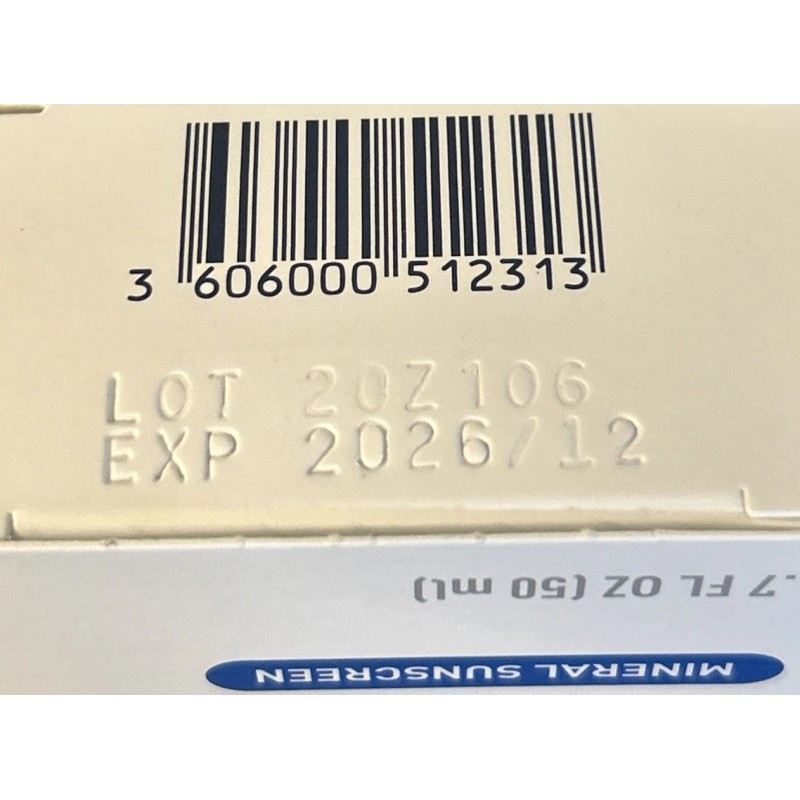 3 606000 512313
LOT 20Z106
EXP 2026/12
.7 FL OZ (50 mL)
MINERAL SUNSCREEN